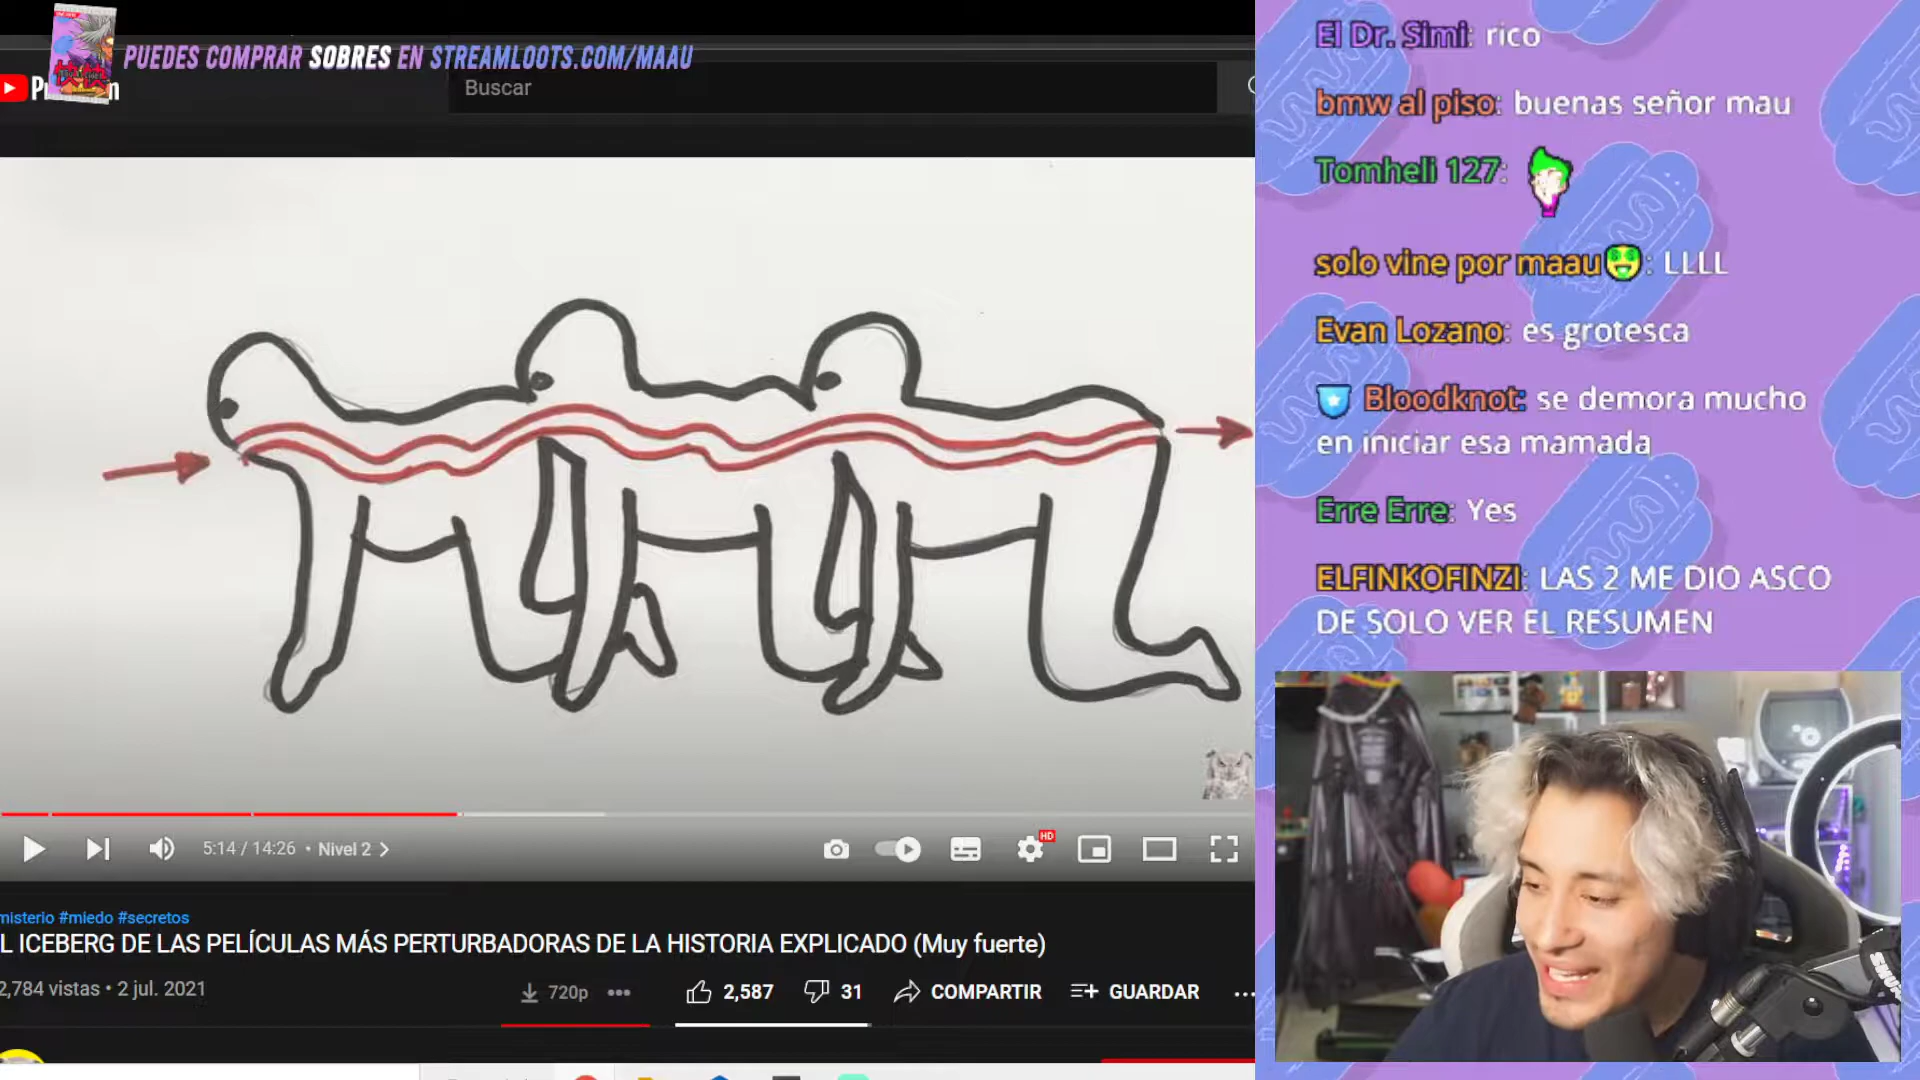 PUEDES COMPRAR SOBRES EN STREAMLOOTS.COM/MAAU
Buscar
5:14 / 14:26 • Nivel 2
HD
misterio #miedo #secretos
L ICEBERG DE LAS PELÍCULAS MÁS PERTURBADORAS DE LA HISTORIA EXPLICADO (Muy fuerte)
2,784 vistas • 2 jul. 2021
720p
2,587
31
COMPARTIR
GUARDAR
El Dr. Simi: rico
bmw al piso: buenas señor mau
Tomheli 127:
solo vine por maau🤑: LLLL
Evan Lozano: es grotesca
Bloodknot: se demora mucho
en iniciar esa mamada
Erre Erre: Yes
ELFINKOFINZI: LAS 2 ME DIO ASCO
DE SOLO VER EL RESUMEN